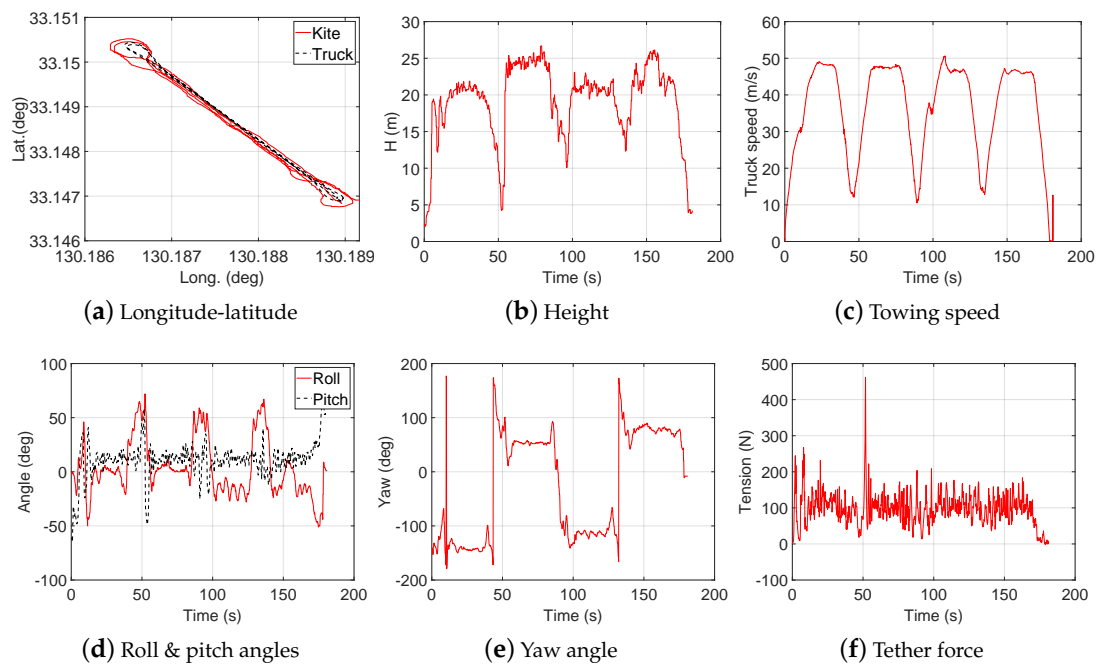 33.151
33.15
33.149
33.148
33.147
33.146
Lat.(deg)
130.186 130.187 130.188 130.189
Long. (deg)
Kite
Truck
(a) Longitude-latitude
30
25
20
15
10
5
0
H (m)
0 50 100 150 200
Time (s)
(b) Height
60
50
40
30
20
10
0
Truck speed (m/s)
0 50 100 150 200
Time (s)
(c) Towing speed
100
50
0
-50
-100
Angle (deg)
0 50 100 150 200
Time (s)
Roll
Pitch
(d) Roll & pitch angles
200
100
0
-100
-200
Yaw (deg)
0 50 100 150 200
Time (s)
(e) Yaw angle
500
400
300
200
100
0
-100
Tension (N)
0 50 100 150 200
Time (s)
(f) Tether force